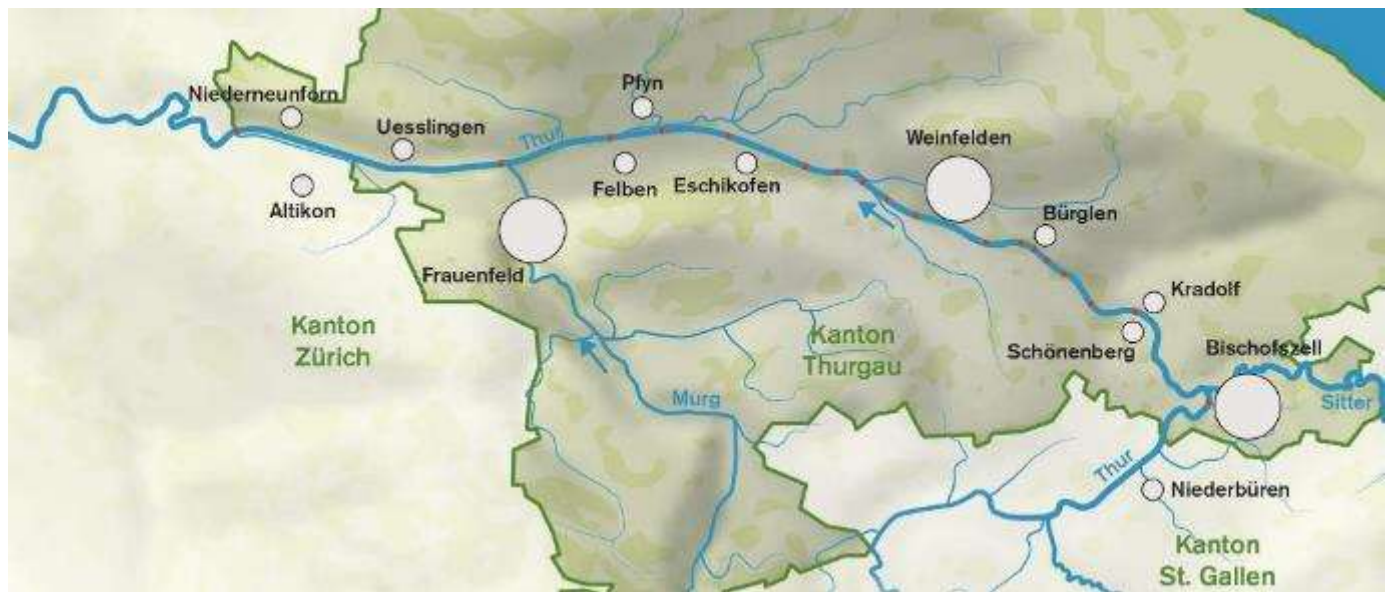 Niederneunforn
Uesslingen
Pfyn
Thur
Weinfelden
Felben
Eschikofen
Altikon
Bürglen
Frauenfeld
Kradolf
Kanton
Zürich
Kanton
Thurgau
Schönenberg
Bischofszell
Murg
Sitter
Thur
Niederbüren
Kanton
St. Gallen